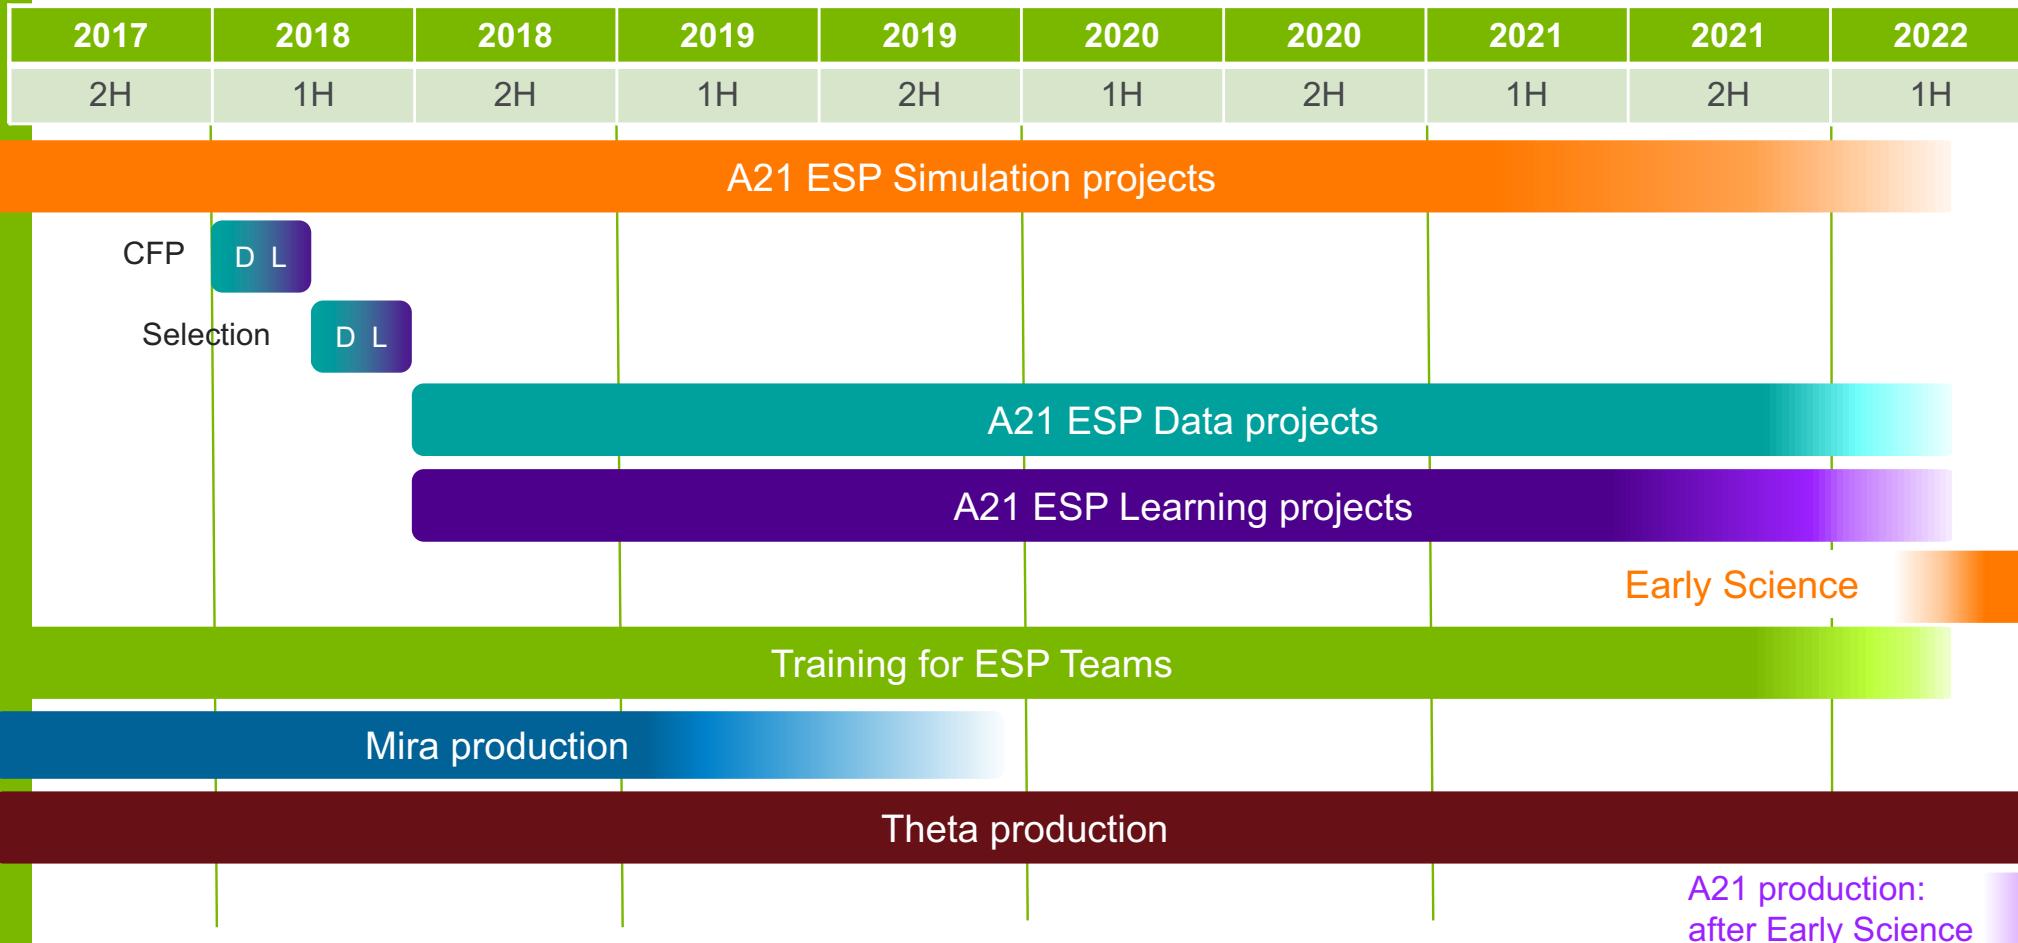 2017 2018 2018 2019 2019 2020 2020 2021 2021 2022
2H 1H 2H 1H 2H 1H 2H 1H 2H 1H
A21 ESP Simulation projects
CFP D L
Selection D L
A21 ESP Data projects
A21 ESP Learning projects
Early Science
Training for ESP Teams
Mira production
Theta production
A21 production:
after Early Science